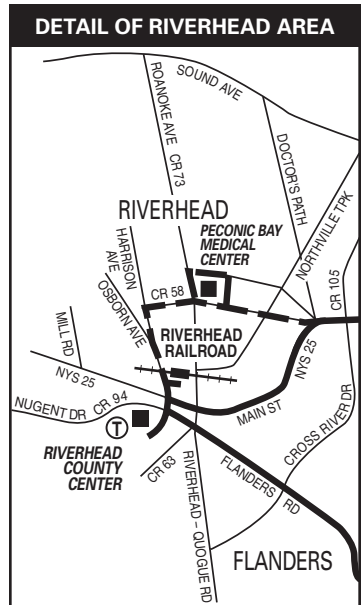 DETAIL OF RIVERHEAD AREA
SOUND AVE
ROANOKE AVE CR 73
DOCTOR'S PATH
RIVERHEAD
NORTHVILLE TPK
PECONIC BAY
MEDICAL
CENTER
HARRISON
AVE
OSBORN AVE
CR 58
CR 105
MILL RD
RIVERHEAD
RAILROAD
NYS 25
NYS 25
NUGENT DR CR 94
MAIN ST
T
CROSS RIVER DR
RIVERHEAD
COUNTY
CENTER
CR 63
RIVERHEAD – QUOGUE RD
FLANDERS RD
FLANDERS